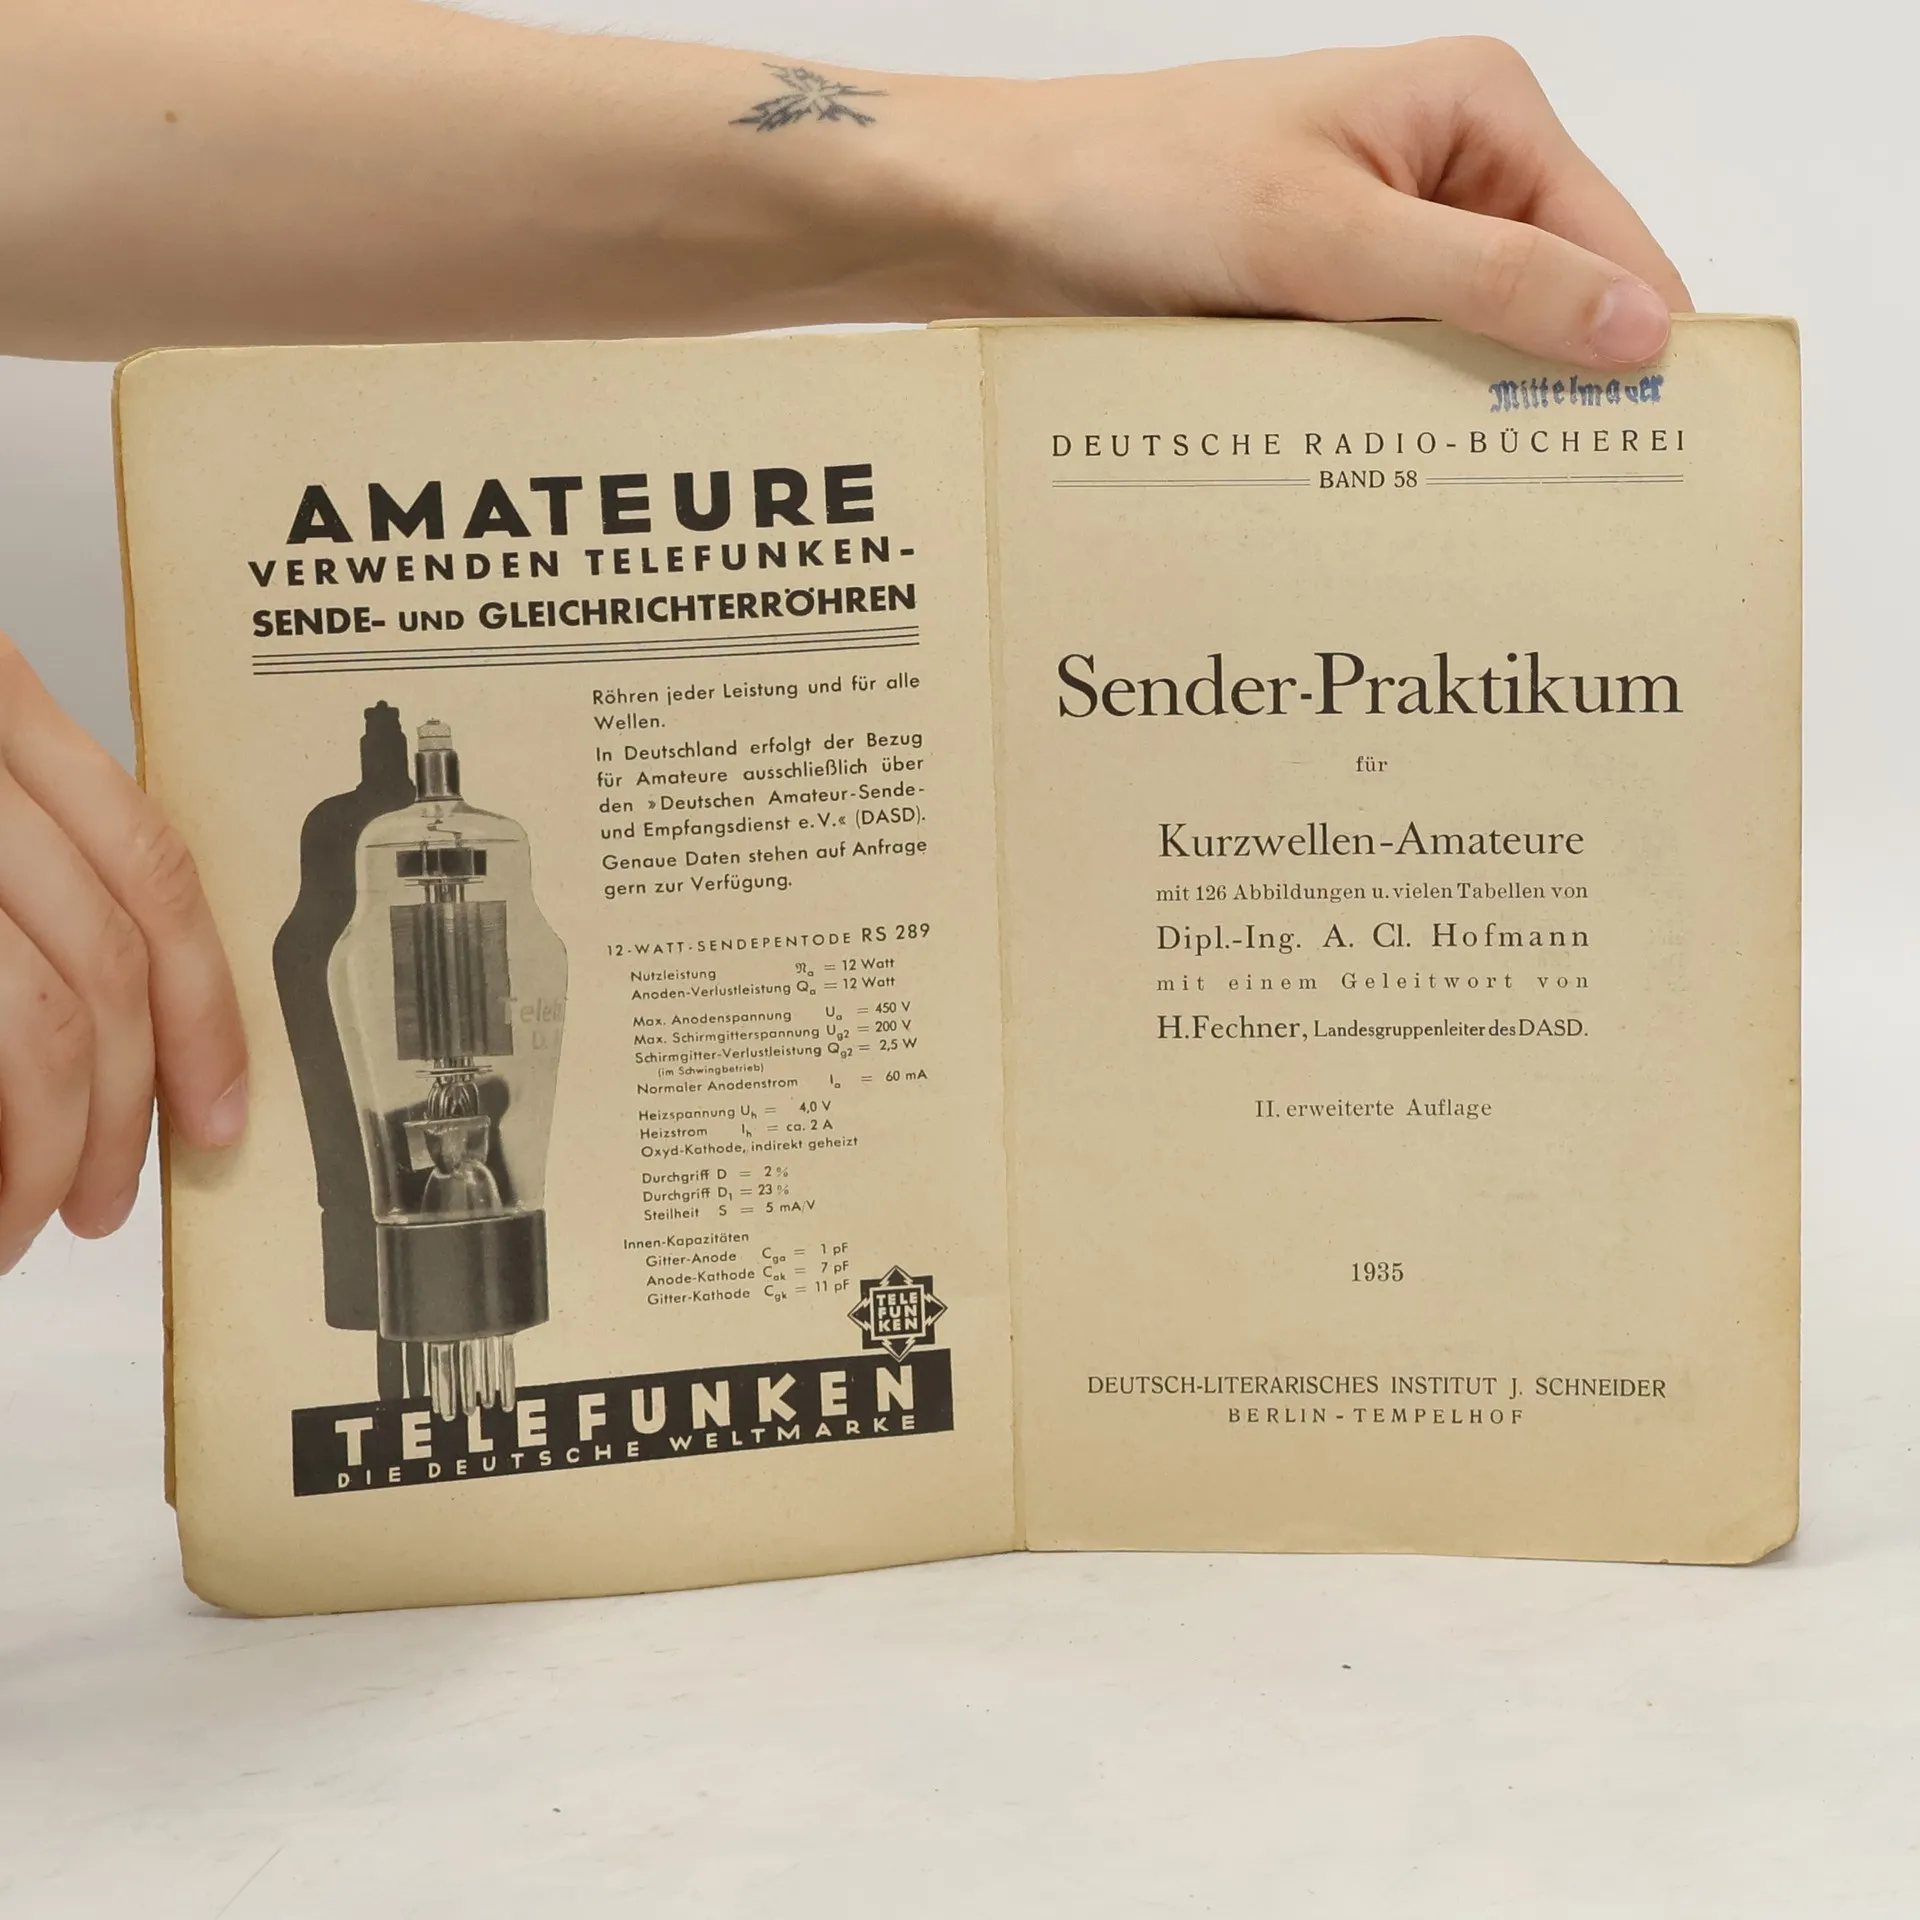 AMATEURE
VERWENDEN TELEFUNKEN-
SENDE- UND GLEICHRICHTERRÖHREN
Röhren jeder Leistung und für alle
Wellen.
In Deutschland erfolgt der Bezug
für Amateure ausschließlich über
den »Deutschen Amateur-Sende-
und Empfangsdienst e.V.« (DASD).
Genaue Daten stehen auf Anfrage
gern zur Verfügung.
12-WATT-SENDEPENTODE RS 289
Nutzleistung 𝔑a = 12 Watt
Anoden-Verlustleistung Qa = 12 Watt
Max. Anodenspannung Ua = 450 V
Max. Schirmgitterspannung Ug2 = 200 V
Schirmgitter-Verlustleistung Qg2 = 2,5 W
(im Schwingbetrieb)
Normaler Anodenstrom Ia = 60 mA
Heizspannung Uh = 4,0 V
Heizstrom Ih = ca. 2 A
Oxyd-Kathode, indirekt geheizt
Durchgriff D = 2 %
Durchgriff D1 = 23 %
Steilheit S = 5 mA/V
Innen-Kapazitäten
Gitter-Anode Cga = 1 pF
Anode-Kathode Cak = 7 pF
Gitter-Kathode Cgk = 11 pF
TELE
FUN
KEN
TELEFUNKEN
DIE DEUTSCHE WELTMARKE
Mittelmayer
DEUTSCHE RADIO-BÜCHEREI
BAND 58
Sender-Praktikum
für
Kurzwellen-Amateure
mit 126 Abbildungen u. vielen Tabellen von
Dipl.-Ing. A. Cl. Hofmann
mit einem Geleitwort von
H. Fechner, Landesgruppenleiter des DASD.
II. erweiterte Auflage
1935
DEUTSCH-LITERARISCHES INSTITUT J. SCHNEIDER
BERLIN-TEMPELHOF